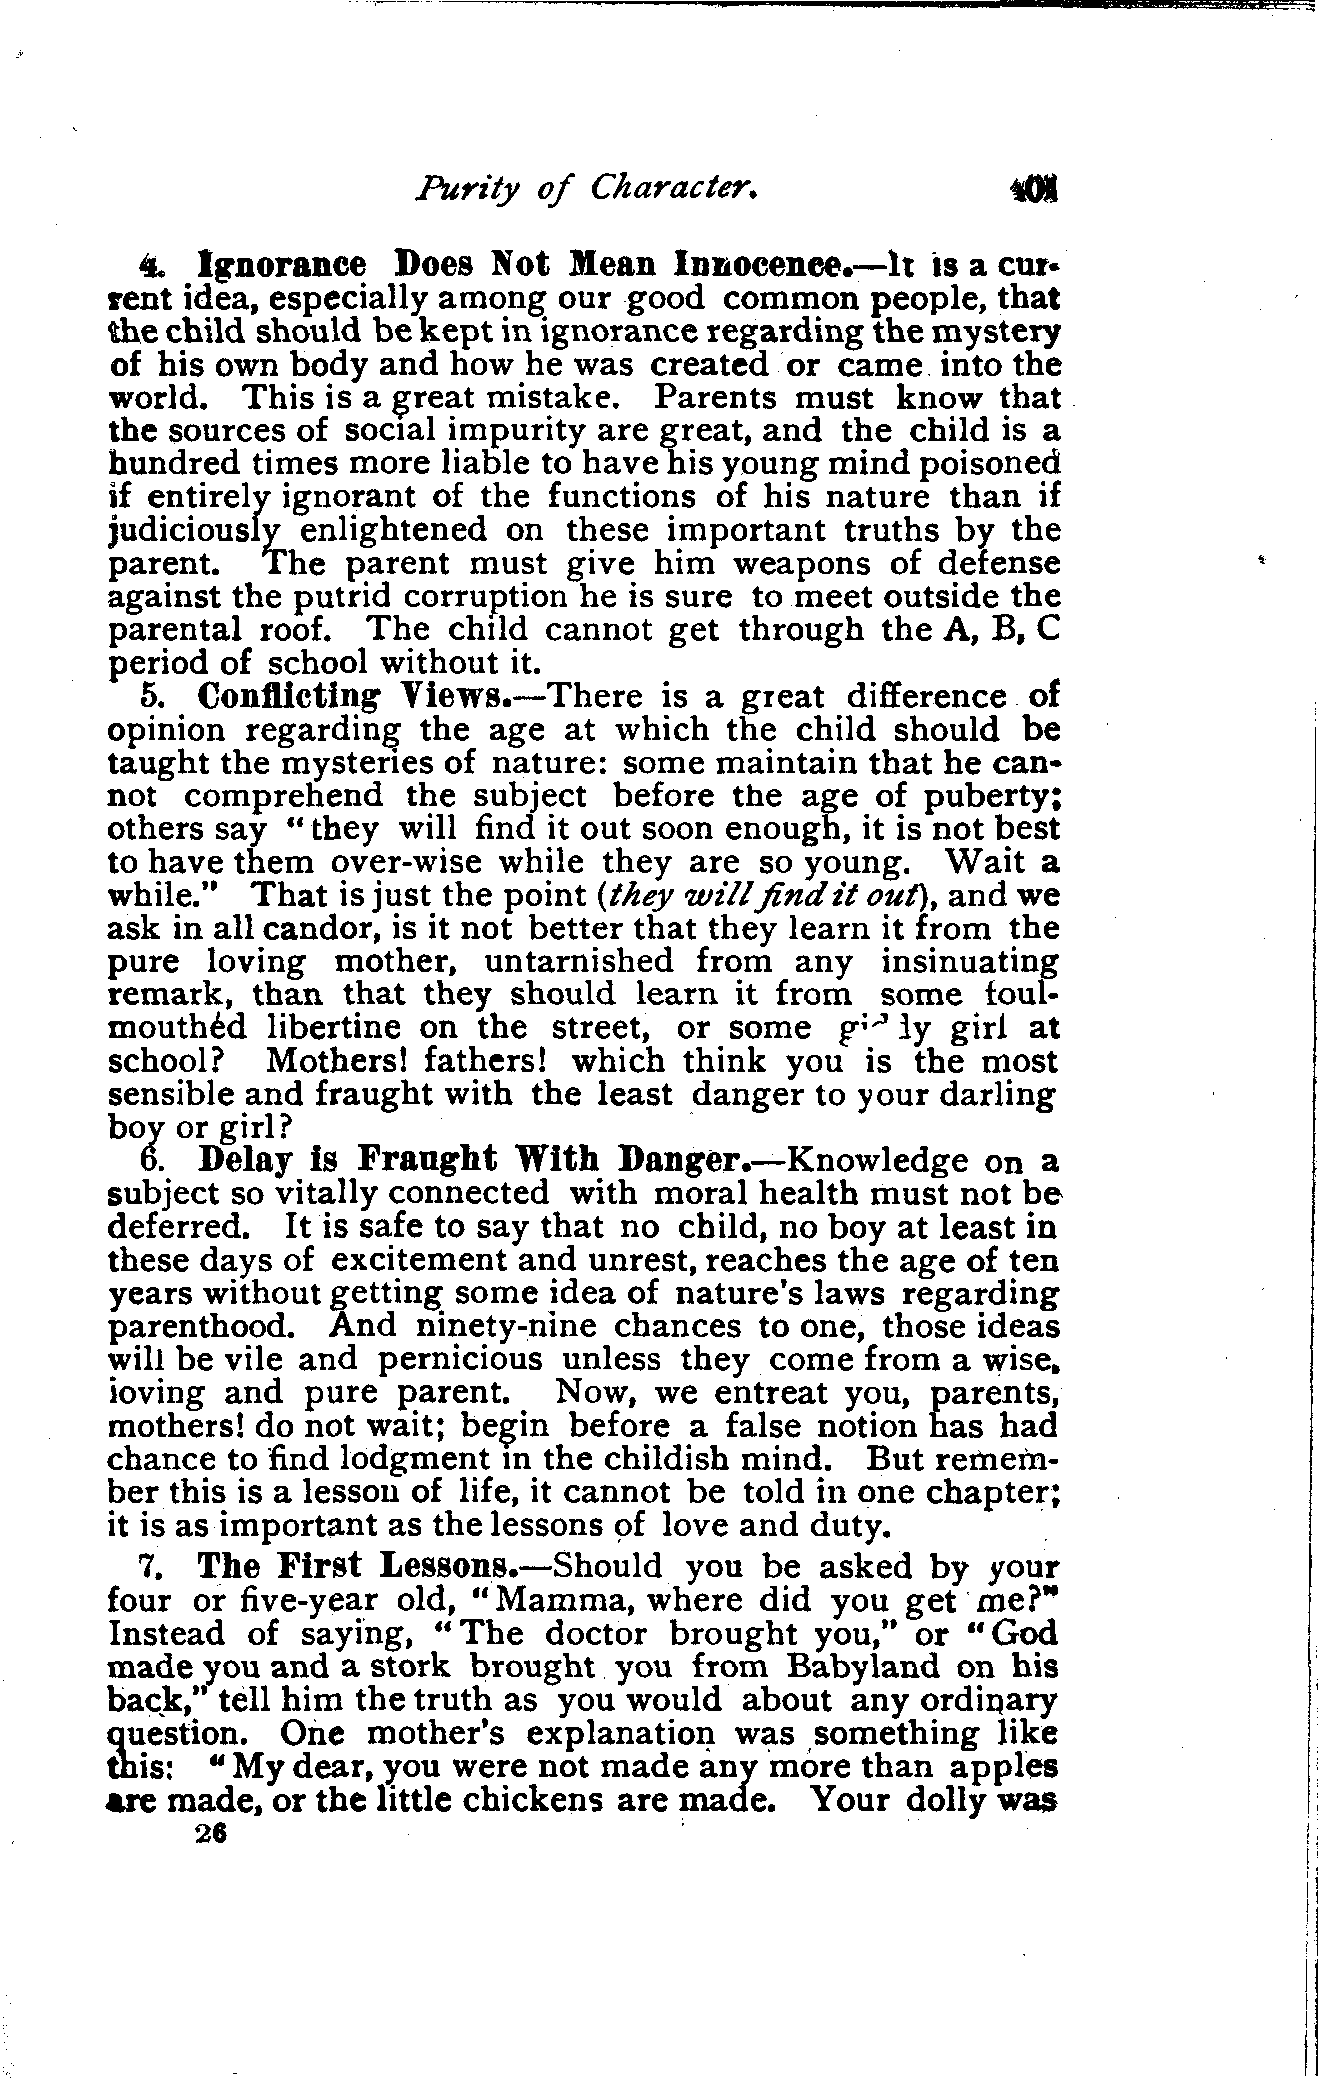 Purity of Character. 401
4. Ignorance Does Not Mean Innocence.—It is a cur-
rent idea, especially among our good common people, that
the child should be kept in ignorance regarding the mystery
of his own body and how he was created or came into the
world. This is a great mistake. Parents must know that
the sources of social impurity are great, and the child is a
hundred times more liable to have his young mind poisoned
if entirely ignorant of the functions of his nature than if
judiciously enlightened on these important truths by the
parent. The parent must give him weapons of defense
against the putrid corruption he is sure to meet outside the
parental roof. The child cannot get through the A, B, C
period of school without it.
5. Conflicting Views.—There is a great difference of
opinion regarding the age at which the child should be
taught the mysteries of nature: some maintain that he can-
not comprehend the subject before the age of puberty;
others say "they will find it out soon enough, it is not best
to have them over-wise while they are so young. Wait a
while." That is just the point (they will find it out), and we
ask in all candor, is it not better that they learn it from the
pure loving mother, untarnished from any insinuating
remark, than that they should learn it from some foul-
mouthéd libertine on the street, or some girl at
school? Mothers! fathers! which think you is the most
sensible and fraught with the least danger to your darling
boy or girl?
6. Delay is Fraught With Danger.—Knowledge on a
subject so vitally connected with moral health must not be
deferred. It is safe to say that no child, no boy at least in
these days of excitement and unrest, reaches the age of ten
years without getting some idea of nature's laws regarding
parenthood. And ninety-nine chances to one, those ideas
will be vile and pernicious unless they come from a wise,
loving and pure parent. Now, we entreat you, parents,
mothers! do not wait; begin before a false notion has had
chance to find lodgment in the childish mind. But remem-
ber this is a lesson of life, it cannot be told in one chapter;
it is as important as the lessons of love and duty.
7. The First Lessons.—Should you be asked by your
four or five-year old, "Mamma, where did you get me?"
Instead of saying, "The doctor brought you," or "God
made you and a stork brought you from Babyland on his
back," tell him the truth as you would about any ordinary
question. One mother's explanation was something like
this: "My dear, you were not made any more than apples
are made, or the little chickens are made. Your dolly was
26